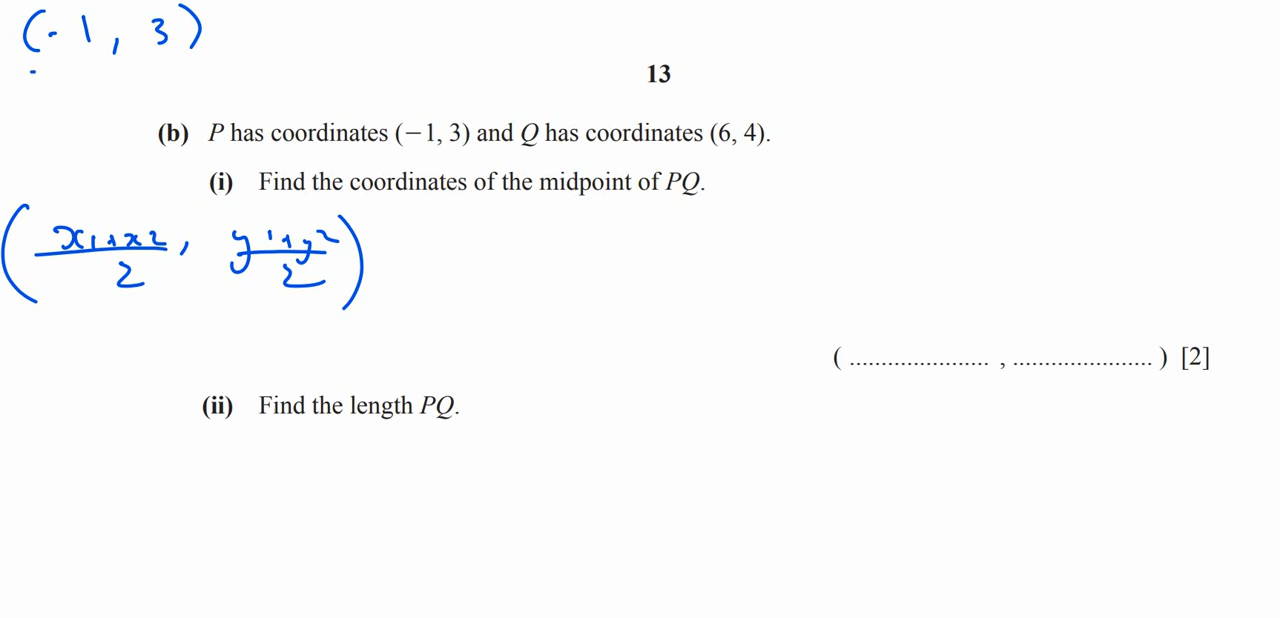 (-1, 3)
13
(b) P has coordinates (−1, 3) and Q has coordinates (6, 4).
(i) Find the coordinates of the midpoint of PQ.
(x1+x2/2, y1+y2/2)
( ..................... , ..................... ) [2]
(ii) Find the length PQ.